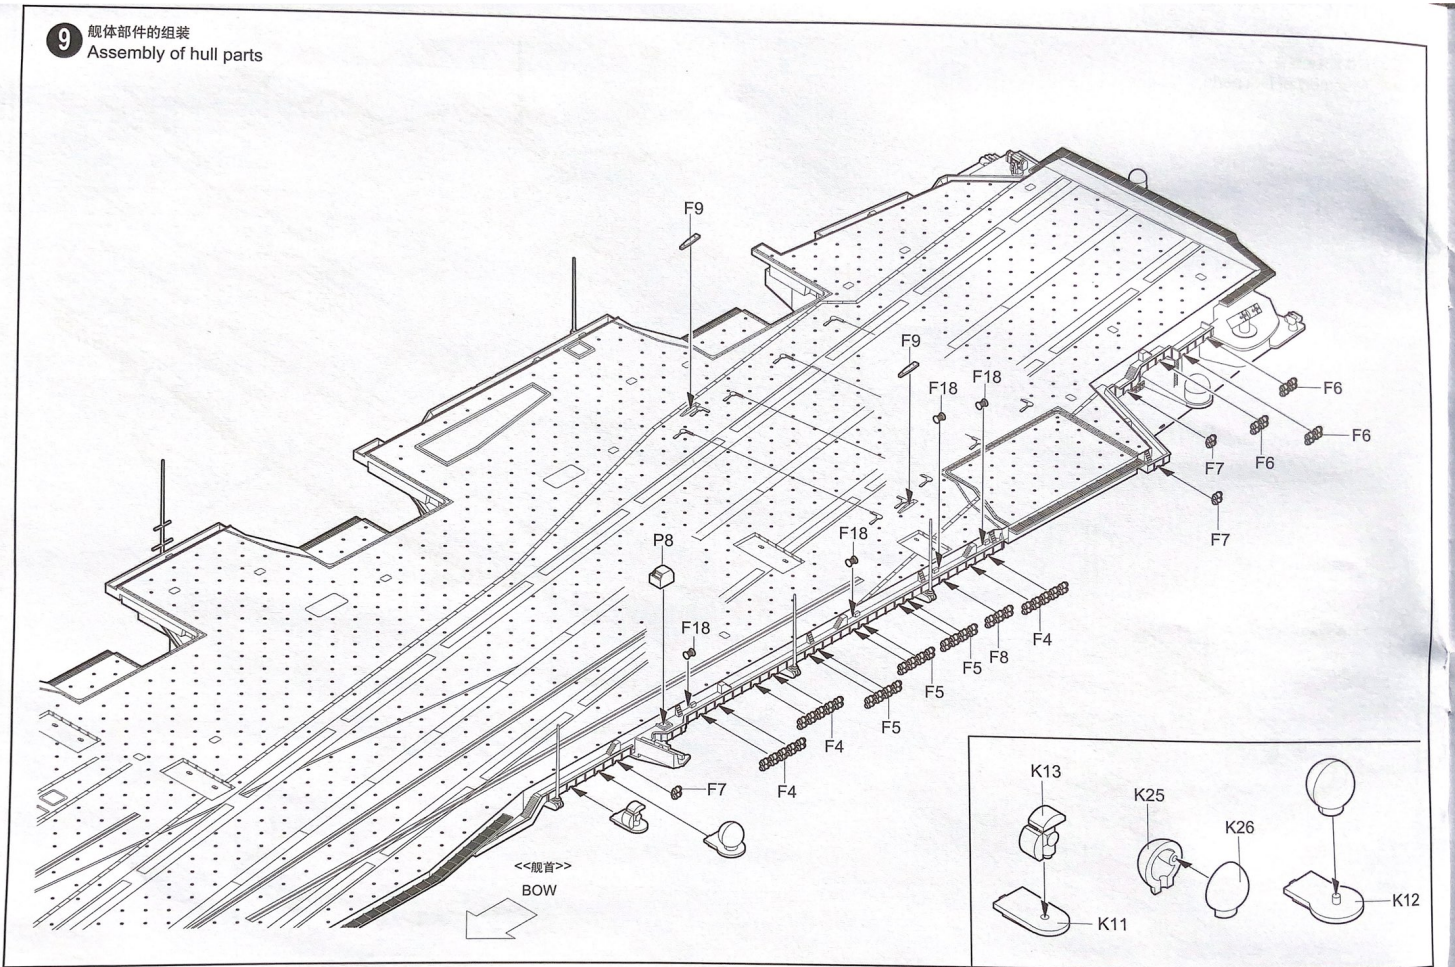 9
舰体部件的组装
Assembly of hull parts
F9
F9
F18
F18
F6
F6
F7
F6
F7
P8
F18
F18
F4
F8
F5
F5
F5
F4
F4
F7
<<舰首>>
BOW
K13
K25
K26
K11
K12